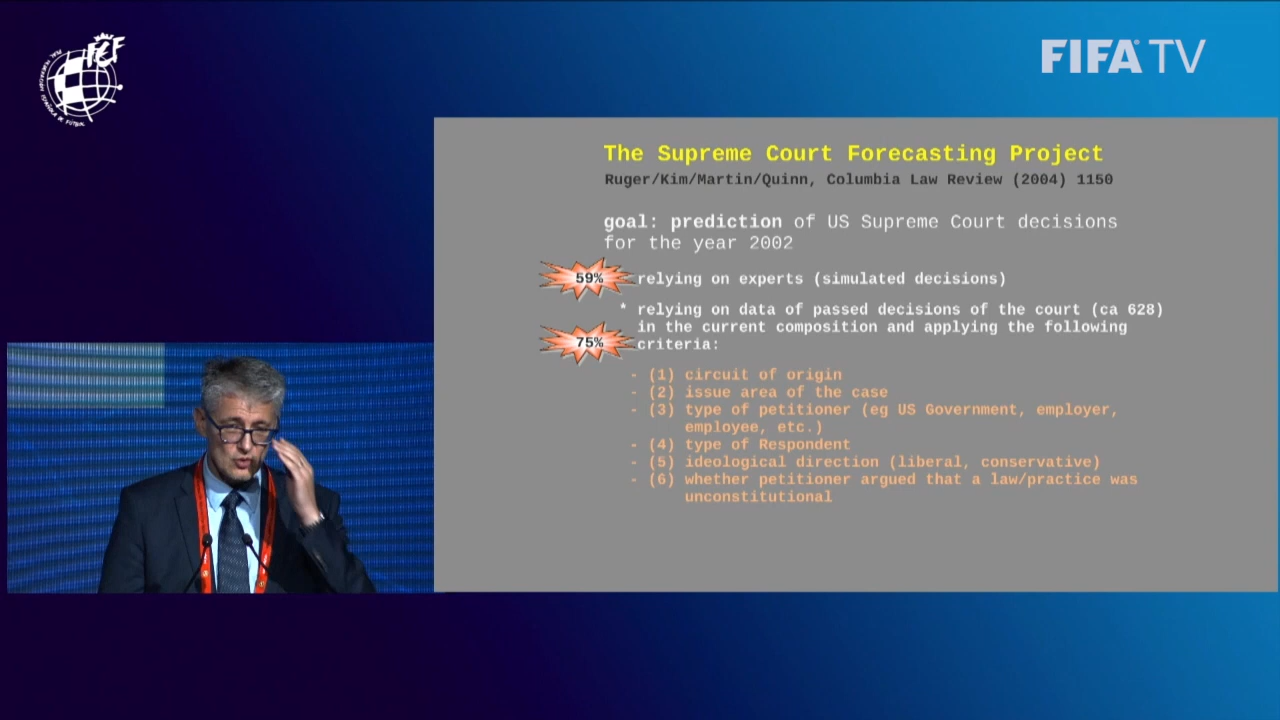 FIFA TV
The Supreme Court Forecasting Project
Ruger/Kim/Martin/Quinn, Columbia Law Review (2004) 1150
goal: prediction of US Supreme Court decisions
for the year 2002
59% relying on experts (simulated decisions)
* relying on data of passed decisions of the court (ca 628)
in the current composition and applying the following
75% criteria:
- (1) circuit of origin
- (2) issue area of the case
- (3) type of petitioner (eg US Government, employer,
employee, etc.)
- (4) type of Respondent
- (5) ideological direction (liberal, conservative)
- (6) whether petitioner argued that a law/practice was
unconstitutional